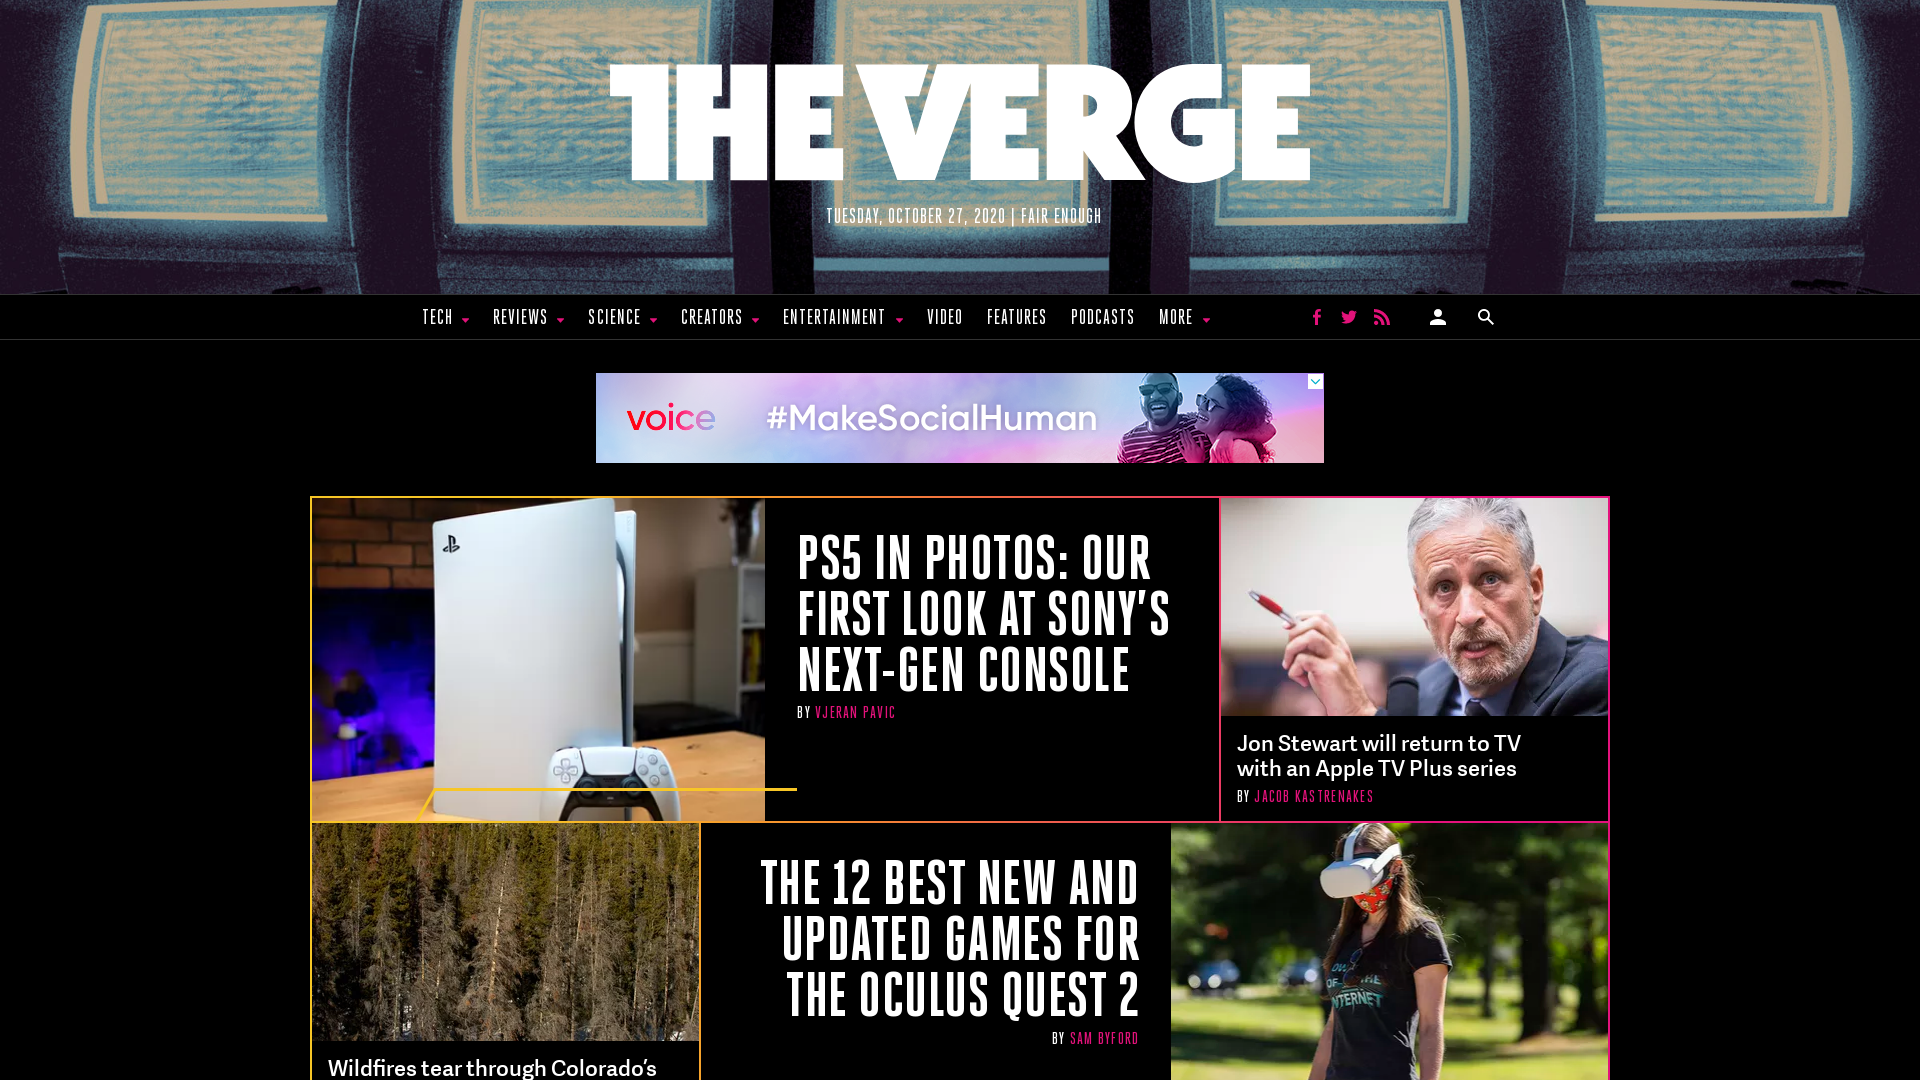 THE VERGE
TUESDAY, OCTOBER 27, 2020 | FAIR ENOUGH
TECH REVIEWS SCIENCE CREATORS ENTERTAINMENT VIDEO FEATURES PODCASTS MORE
voice #MakeSocialHuman
PS5 IN PHOTOS: OUR
FIRST LOOK AT SONY’S
NEXT-GEN CONSOLE
BY VJERAN PAVIC
Jon Stewart will return to TV
with an Apple TV Plus series
BY JACOB KASTRENAKES
THE 12 BEST NEW AND
UPDATED GAMES FOR
THE OCULUS QUEST 2
BY SAM BYFORD
OF THE
INTERNET
Wildfires tear through Colorado’s